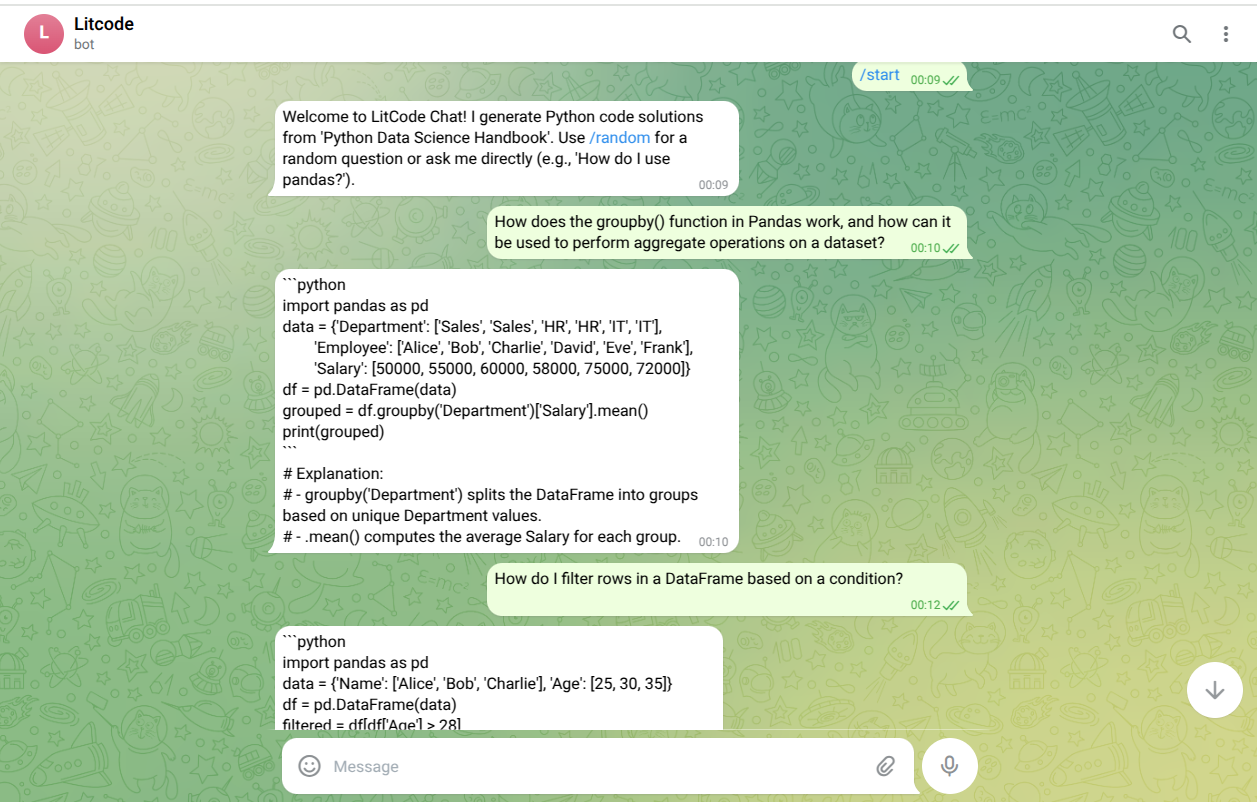 L
Litcode
bot
/start 00:09
Welcome to LitCode Chat! I generate Python code solutions
from 'Python Data Science Handbook'. Use /random for a
random question or ask me directly (e.g., 'How do I use
pandas?').
00:09
How does the groupby() function in Pandas work, and how can it
be used to perform aggregate operations on a dataset? 00:10
```python
import pandas as pd
data = {'Department': ['Sales', 'Sales', 'HR', 'HR', 'IT', 'IT'],
'Employee': ['Alice', 'Bob', 'Charlie', 'David', 'Eve', 'Frank'],
'Salary': [50000, 55000, 60000, 58000, 75000, 72000]}
df = pd.DataFrame(data)
grouped = df.groupby('Department')['Salary'].mean()
print(grouped)
```
# Explanation:
# - groupby('Department') splits the DataFrame into groups
based on unique Department values.
# - .mean() computes the average Salary for each group. 00:10
How do I filter rows in a DataFrame based on a condition?
00:12
```python
import pandas as pd
data = {'Name': ['Alice', 'Bob', 'Charlie'], 'Age': [25, 30, 35]}
df = pd.DataFrame(data)
filtered = df[df['Age'] > 28]
Message